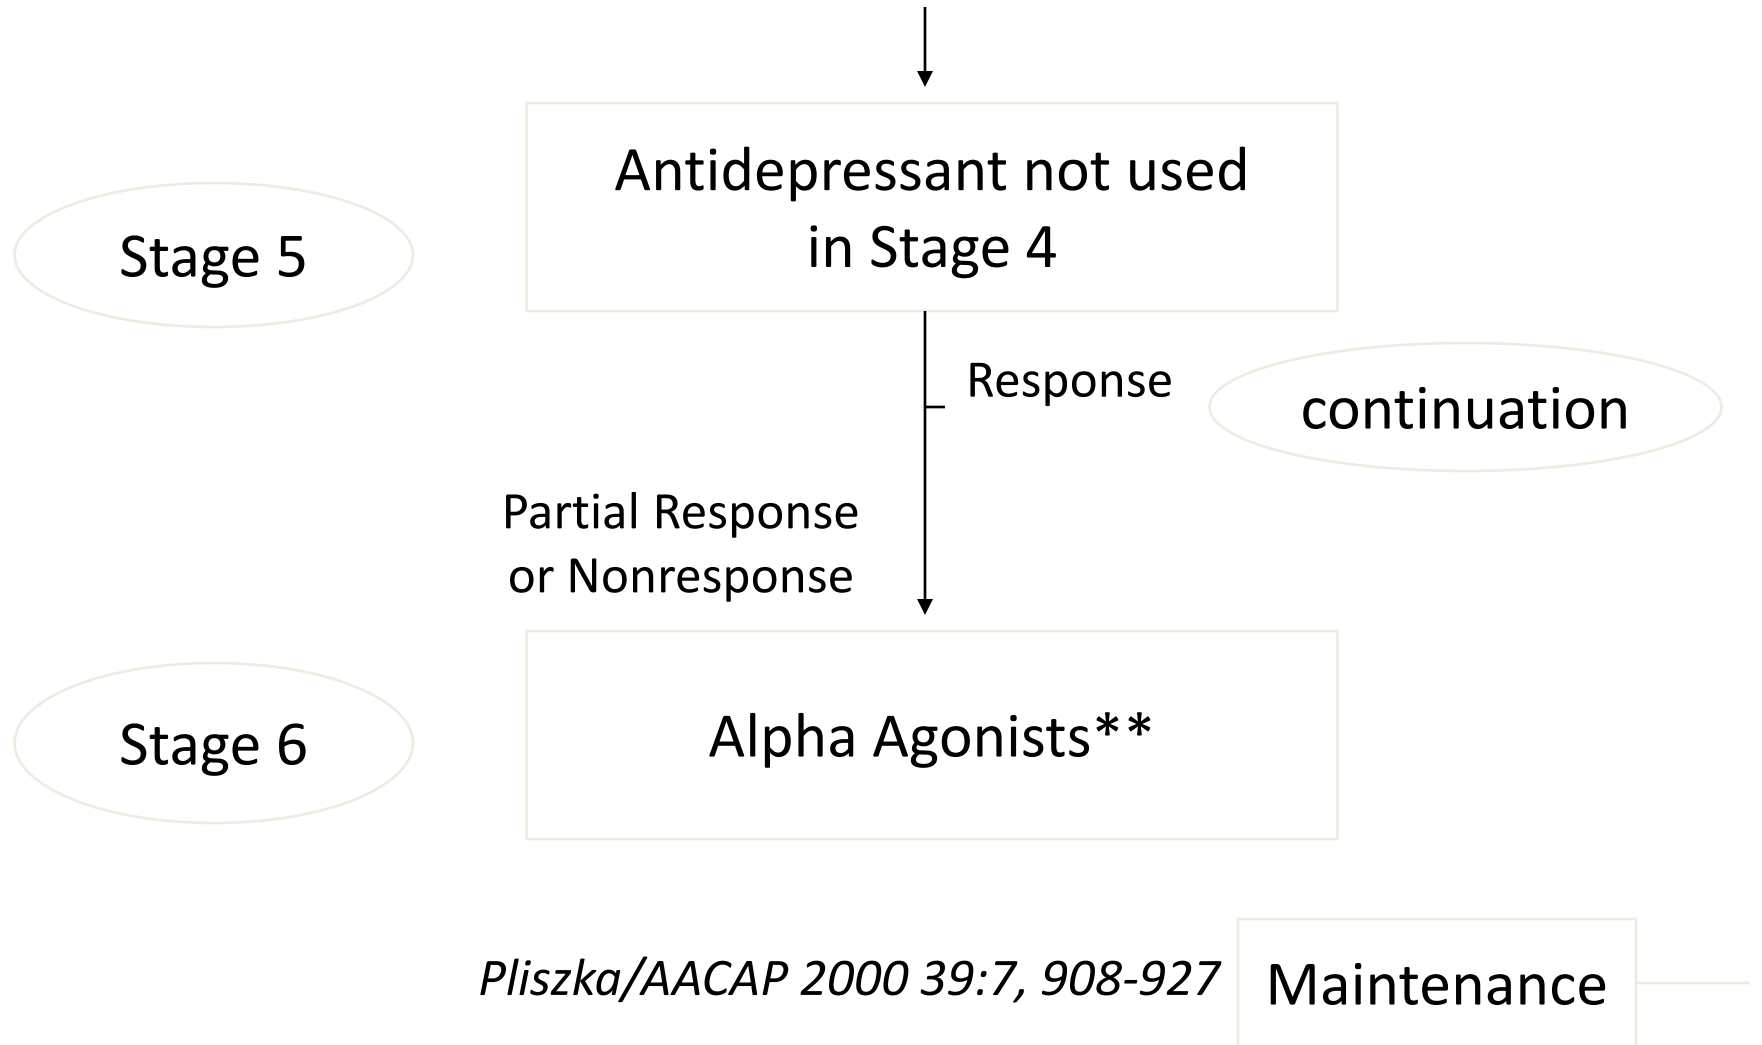 Antidepressant not used
in Stage 4
Stage 5
Response
continuation
Partial Response
or Nonresponse
Stage 6
Alpha Agonists**
Pliszka/AACAP 2000 39:7, 908-927
Maintenance